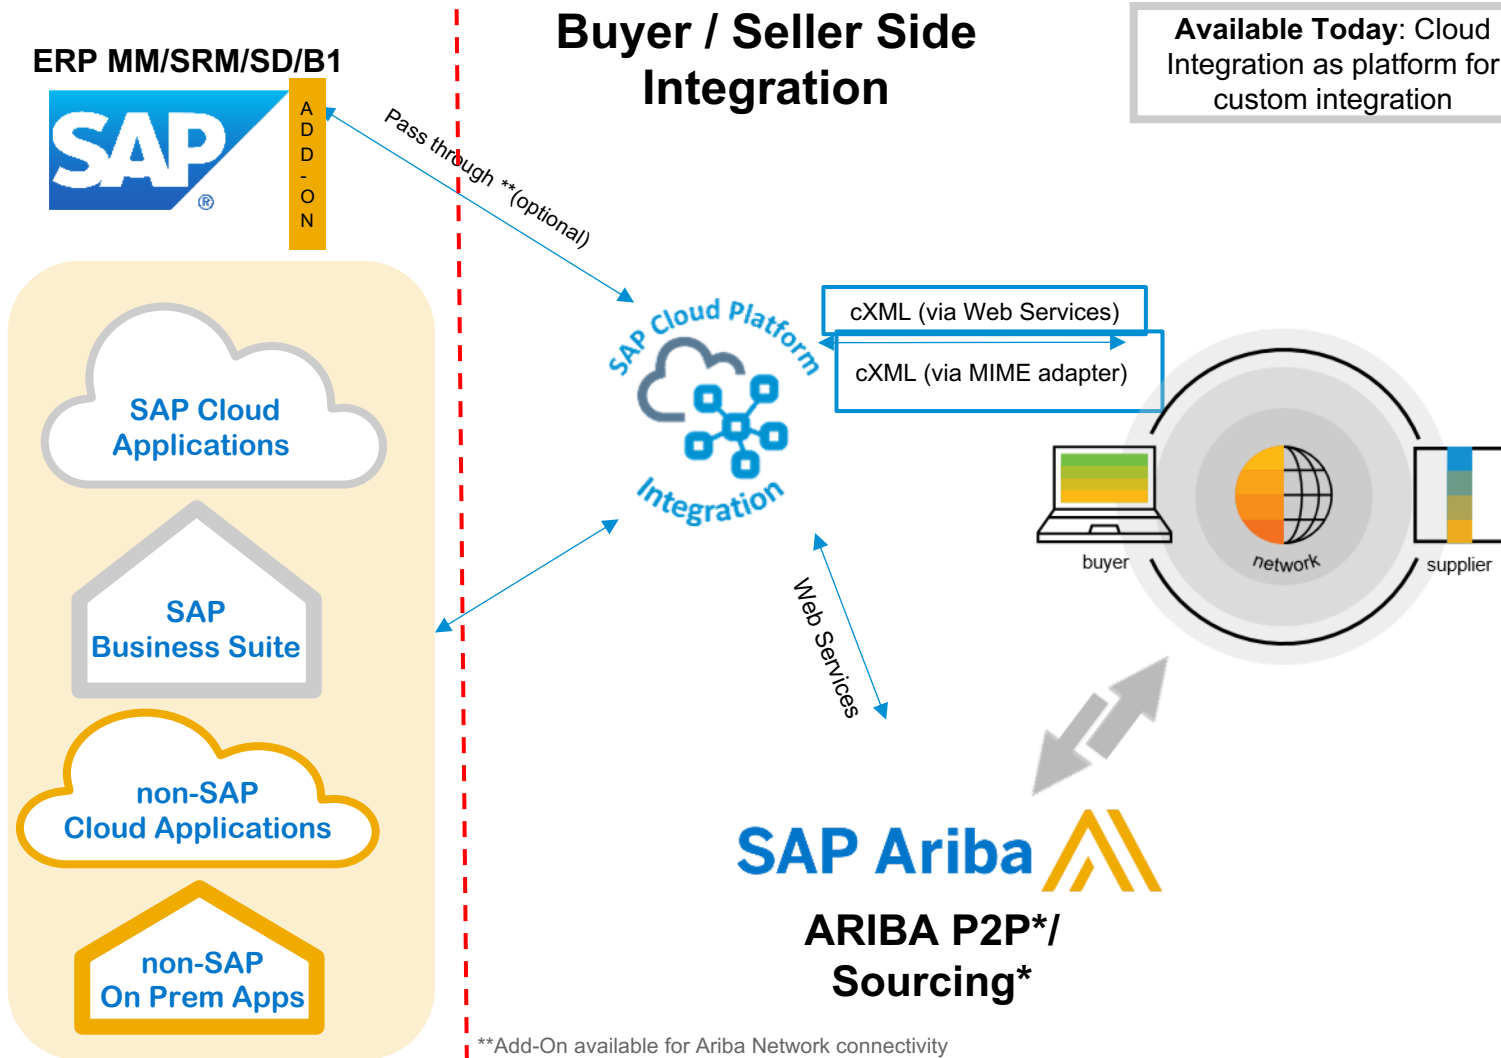 Buyer / Seller Side
Integration
Available Today: Cloud
Integration as platform for
custom integration
ERP MM/SRM/SD/B1
SAP
®
ADD-ON
Pass through **(optional)
SAP Cloud Platform
Integration
cXML (via Web Services)
cXML (via MIME adapter)
buyer
network
supplier
Web Services
SAP Cloud
Applications
SAP
Business Suite
non-SAP
Cloud Applications
non-SAP
On Prem Apps
SAP Ariba
ARIBA P2P*/
Sourcing*
**Add-On available for Ariba Network connectivity